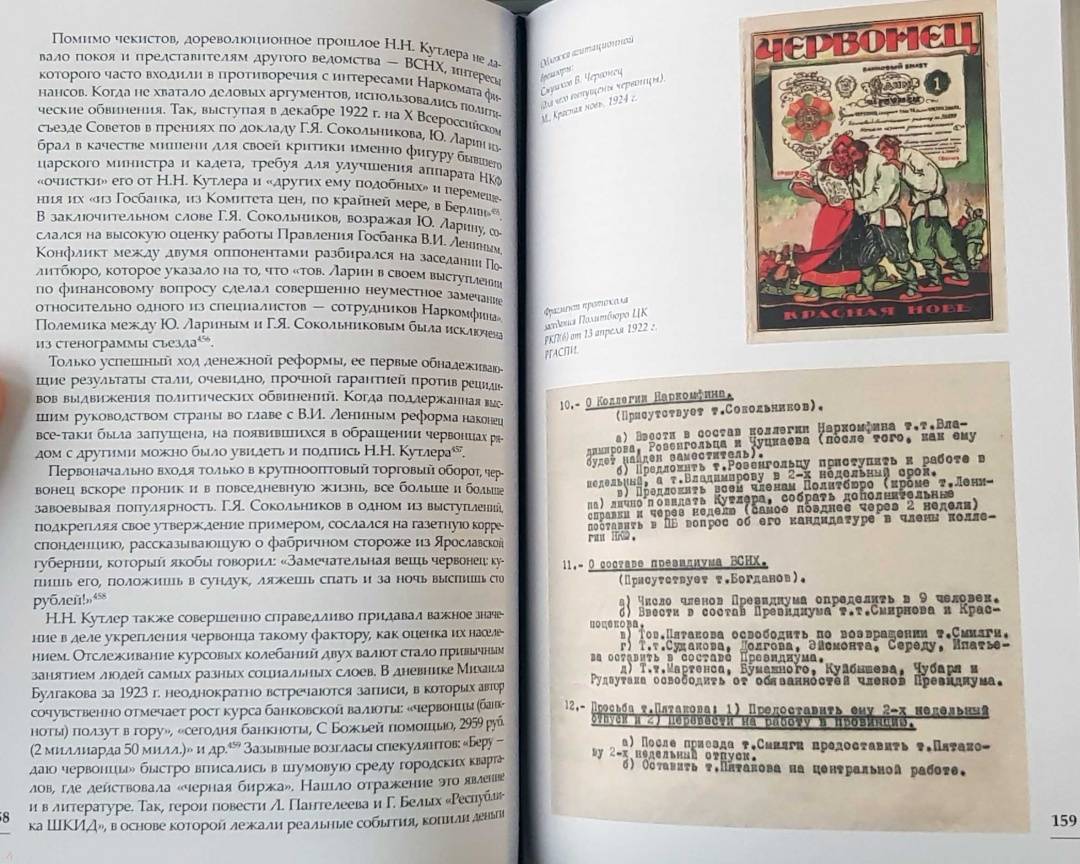 Помимо чекистов, дореволюционное прошлое Н.Н. Кутлера не да-
вало покоя и представителям другого ведомства — ВСНХ, интересы
которого часто входили в противоречия с интересами Наркомата фи-
нансов. Когда не хватало деловых аргументов, использовались полити-
ческие обвинения. Так, выступая в декабре 1922 г. на X Всероссийском
съезде Советов в прениях по докладу Г.Я. Сокольникова, Ю. Ларин из-
брал в качестве мишени для своей критики именно фигуру бывшего
царского министра и кадета, требуя для улучшения аппарата НКФ
«очистки» его от Н.Н. Кутлера и «других ему подобных» и перемеще-
ния их «из Госбанка, из Комитета цен, по крайней мере, в Берлин»⁴⁵⁵.
В заключительном слове Г.Я. Сокольников, возражая Ю. Ларину, со-
слался на высокую оценку работы Правления Госбанка В.И. Лениным.
Конфликт между двумя оппонентами разбирался на заседании По-
литбюро, которое указало на то, что «тов. Ларин в своем выступлении
по финансовому вопросу сделал совершенно неуместное замечание
относительно одного из специалистов — сотрудников Наркомфина».
Полемика между Ю. Лариным и Г.Я. Сокольниковым была исключена
из стенограммы съезда⁴⁵⁶.
Только успешный ход денежной реформы, ее первые обнадеживаю-
щие результаты стали, очевидно, прочной гарантией против рециди-
вов выдвижения политических обвинений. Когда поддержанная выс-
шим руководством страны во главе с В.И. Лениным реформа наконец
все-таки была запущена, на появившихся в обращении червонцах ря-
дом с другими можно было увидеть и подпись Н.Н. Кутлера⁴⁵⁷.
Первоначально входя только в крупнооптовый торговый оборот, чер-
вонец вскоре проник и в повседневную жизнь, все больше и больше
завоевывая популярность. Г.Я. Сокольников в одном из выступлений,
подкрепляя свое утверждение примером, сослался на газетную корре-
спонденцию, рассказывающую о фабричном стороже из Ярославской
губернии, который якобы говорил: «Замечательная вещь червонец: ку-
пишь его, положишь в сундук, ляжешь спать и за ночь выспишь сто
рублей!»⁴⁵⁸
Н.Н. Кутлер также совершенно справедливо придавал важное значе-
ние в деле укрепления червонца такому фактору, как оценка их населе-
нием. Отслеживание курсовых колебаний двух валют стало привычным
занятием людей самых разных социальных слоев. В дневнике Михаила
Булгакова за 1923 г. неоднократно встречаются записи, в которых автор
сочувственно отмечает рост курса банковской валюты: «червонцы (банк-
ноты) ползут в гору», «сегодня банкноты, С Божьей помощью, 2959 руб.
(2 миллиарда 50 милл.)» и др.⁴⁵⁹ Зазывные возгласы спекулянтов: «Беру –
даю червонцы» быстро вписались в шумовую среду городских кварта-
лов, где действовала «черная биржа». Нашло отражение это явление
и в литературе. Так, герои повести Л. Пантелеева и Г. Белых «Республи-
ка ШКИД», в основе которой лежали реальные события, копили деньги
58
Обложка агитационной
брошюры:
Смушков В. Червонец
(для чего выпущены червонцы).
М., Красная новь, 1924 г.
ЧЕРВОНЕЦ
БАНКОВЫЙ БИЛЕТ
1
КРАСНАЯ НОВЬ
Фрагмент протокола
заседания Политбюро ЦК
РКП(б) от 13 апреля 1922 г.
РГАСПИ.
10.- О Коллегии Наркомфина.
(Присутствует т.Сокольников).
а) Ввести в состав коллегии Наркомфина т.т.Вла-
димирова, Розенгольца и Чуцкаева (после того, как ему
будет найден заместитель).
б) Предложить т.Розенгольцу приступить к работе в
недельный, а т.Владимирову в 2-х недельный срок.
в) Предложить всем членам Политбюро (кроме т.Лени-
на) лично повидать Кутлера, собрать дополнительные
справки и через неделю (самое позднее через 2 недели)
поставить в ПБ вопрос об его кандидатуре в члены колле-
гии НКФ.
11.- О составе президиума ВСНХ.
(Присутствует т.Богданов).
а) Число членов Президиума определить в 9 человек.
б) Ввести в состав Президиума т.т.Смирнова и Крас-
нощекова.
в) Тов.Пятакова освободить по возвращении т.Смилги.
г) Т.т.Судакова, Долгова, Эйсмонта, Середу, Ипатье-
ва оставить в составе Президиума.
д) Т.т.Мартенса, Бумажного, Куйбышева, Чубаря и
Рудзутака освободить от обязанностей членов Президиума.
12.- Просьба т.Пятакова: 1) Предоставить ему 2-х недельный
отпуск и 2) Перевести на работу в провинцию.
а) После приезда т.Смилги предоставить т.Пятако-
ву 2-х недельный отпуск.
б) Оставить т.Пятакова на центральной работе.
159